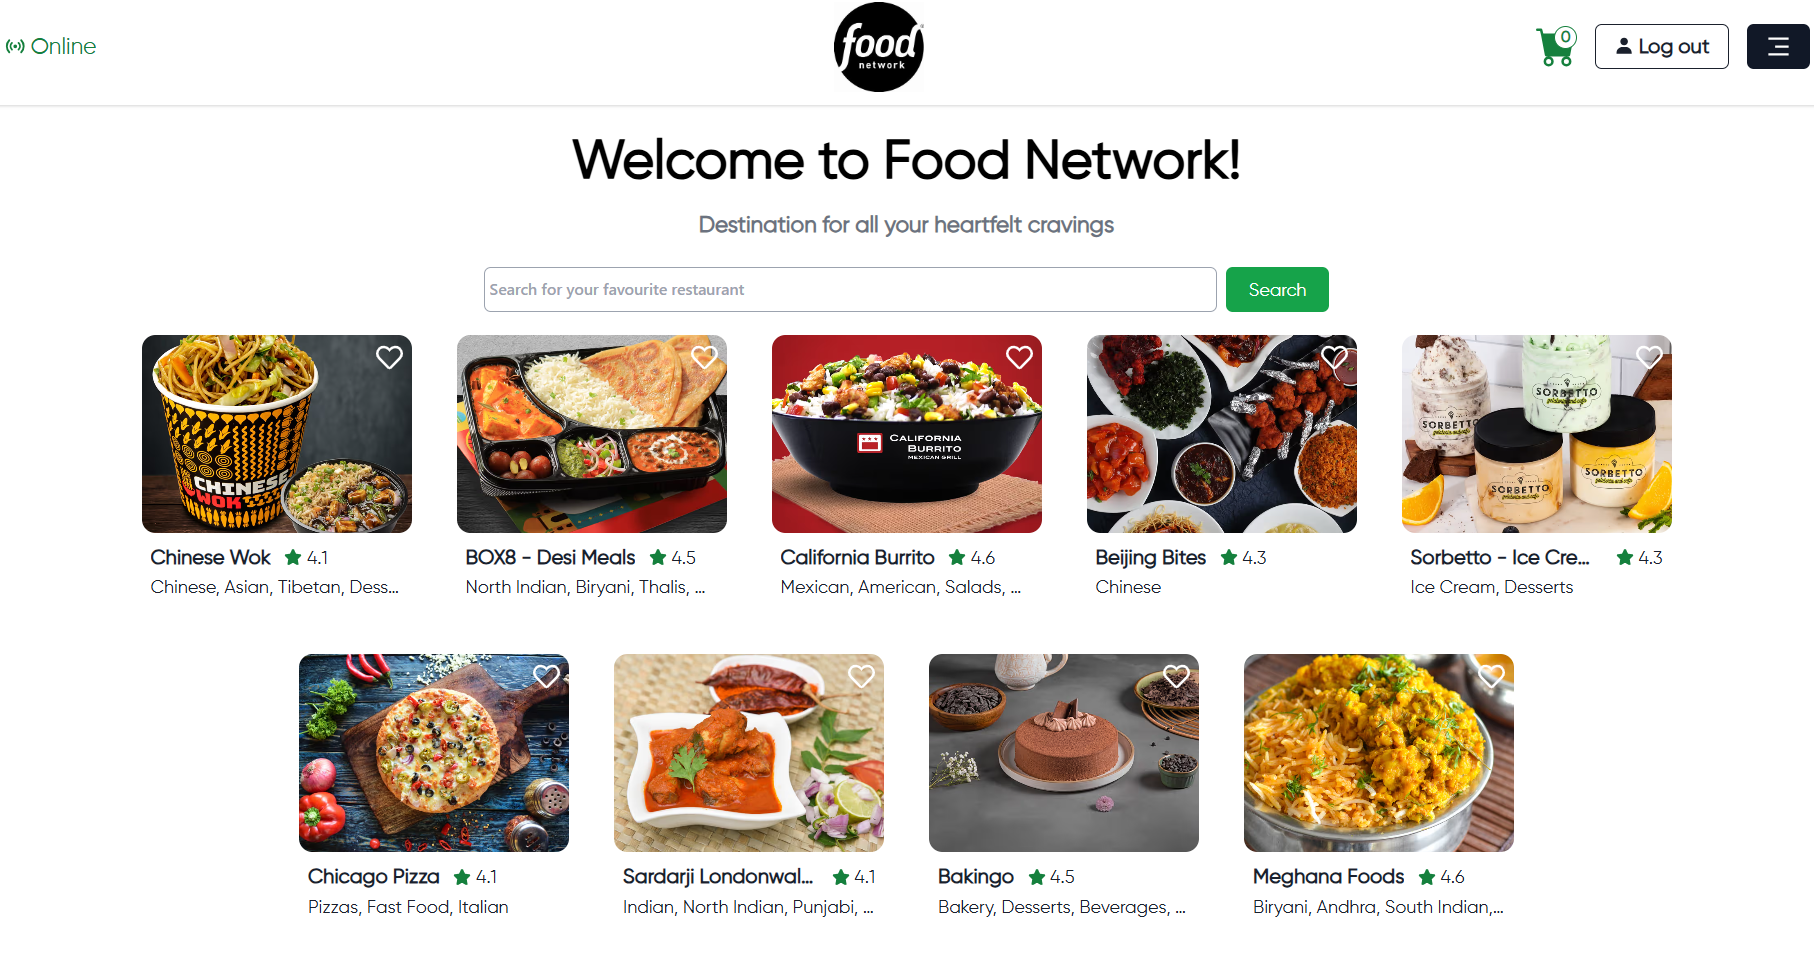 Online
food
network
0
Log out
Welcome to Food Network!
Destination for all your heartfelt cravings
Search for your favourite restaurant
Search
CHINESE
WOK
CALIFORNIA
BURRITO
MEXICAN GRILL
SORBETTO
SORBETTO
SORBETTO
SORBETTO
Chinese Wok 4.1
Chinese, Asian, Tibetan, Dess...
BOX8 - Desi Meals 4.5
North Indian, Biryani, Thalis, ...
California Burrito 4.6
Mexican, American, Salads, ...
Beijing Bites 4.3
Chinese
Sorbetto - Ice Cre... 4.3
Ice Cream, Desserts
Chicago Pizza 4.1
Pizzas, Fast Food, Italian
Sardarji Londonwal... 4.1
Indian, North Indian, Punjabi, ...
Bakingo 4.5
Bakery, Desserts, Beverages, ...
Meghana Foods 4.6
Biryani, Andhra, South Indian,...